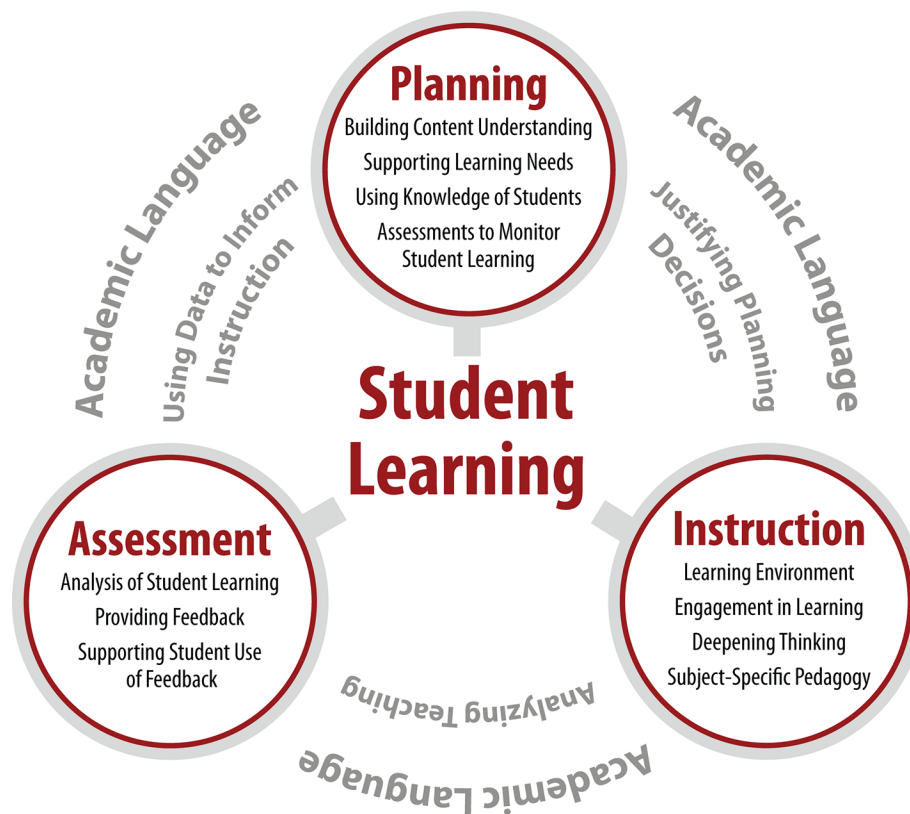 Planning
Building Content Understanding
Supporting Learning Needs
Using Knowledge of Students
Assessments to Monitor
Student Learning
Academic Language
Using Data to Inform
Instruction
Academic Language
Justifying Planning
Decisions
Student
Learning
Assessment
Analysis of Student Learning
Providing Feedback
Supporting Student Use
of Feedback
Instruction
Learning Environment
Engagement in Learning
Deepening Thinking
Subject-Specific Pedagogy
Analyzing Teaching
Academic Language